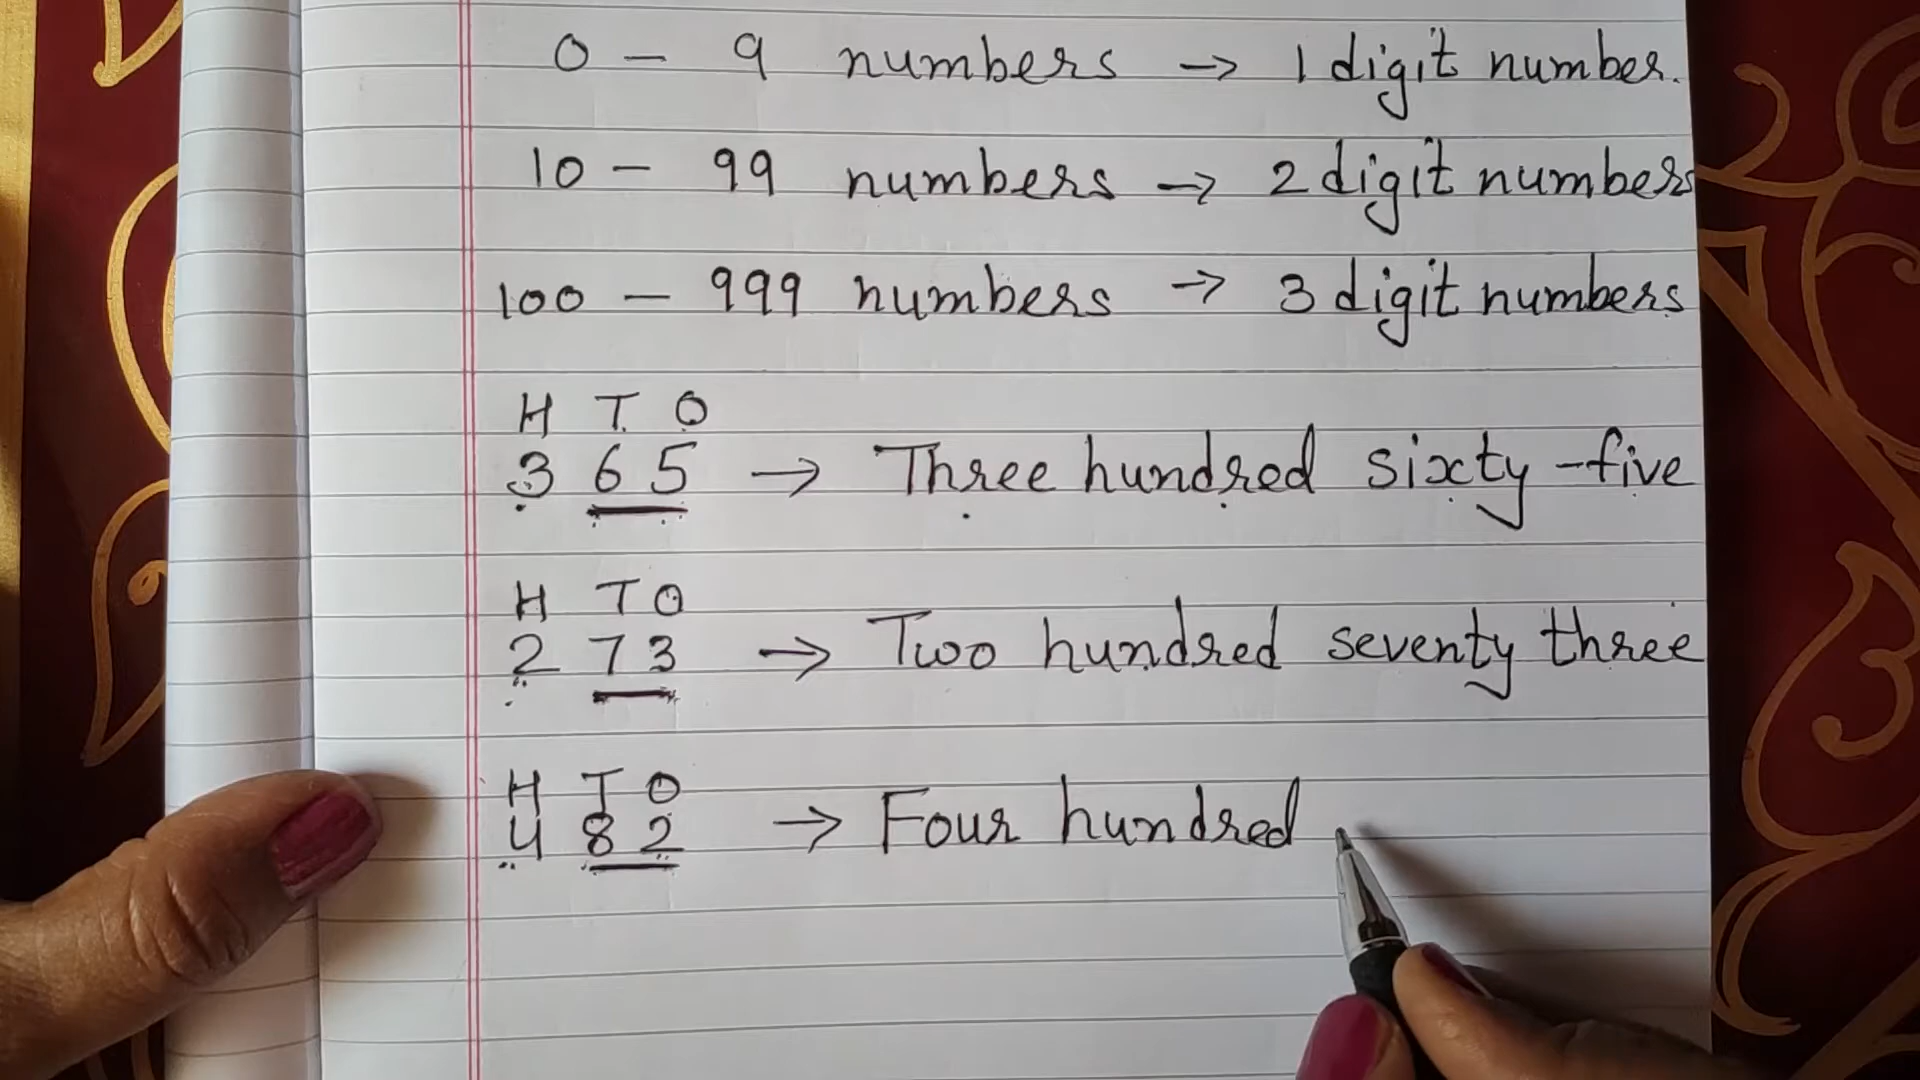 0 - 9 numbers → 1 digit number.
10 - 99 numbers → 2 digit numbers
100 - 999 numbers → 3 digit numbers
H T O
3 6 5 → Three hundred sixty-five
H T O
2 7 3 → Two hundred seventy three
H T O
4 8 2 → Four hundred